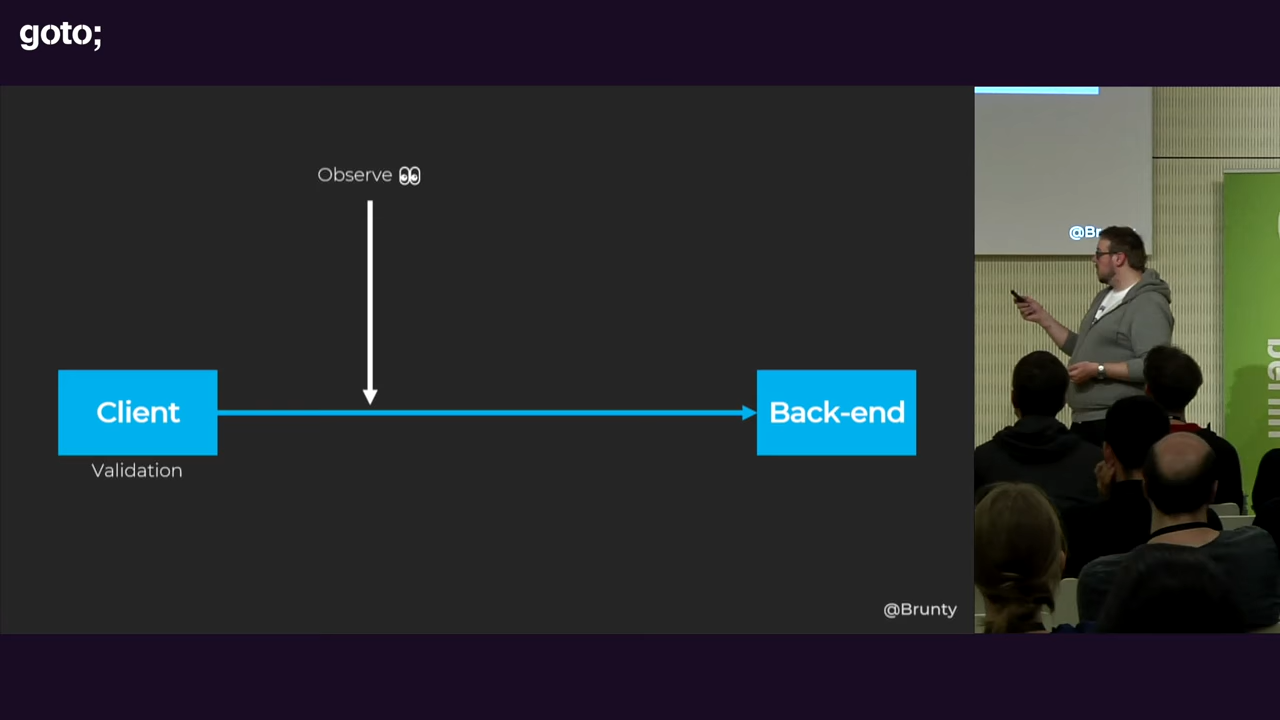 goto;
Observe 👀
Client
Back-end
Validation
@Brunty
@Br